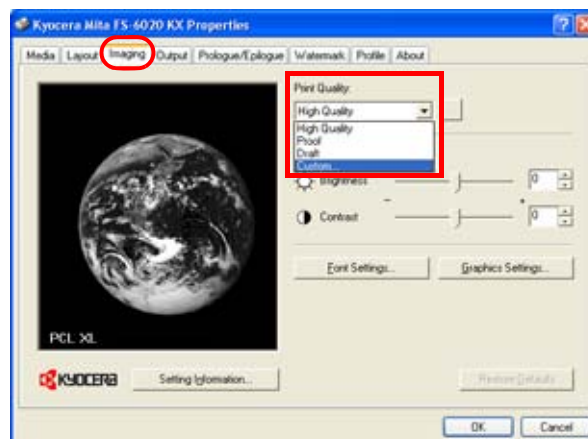 Kyocera Mita FS-6020 KX Properties
Media Layout Imaging Output Prologue/Epilogue Watermark Profile About
Print Quality:
High Quality
High Quality
Proof
Draft
Custom...
Brightness 0
- +
Contrast 0
Font Settings... Graphics Settings...
PCL XL
KYOCERA Setting Information... Restore Defaults
OK Cancel